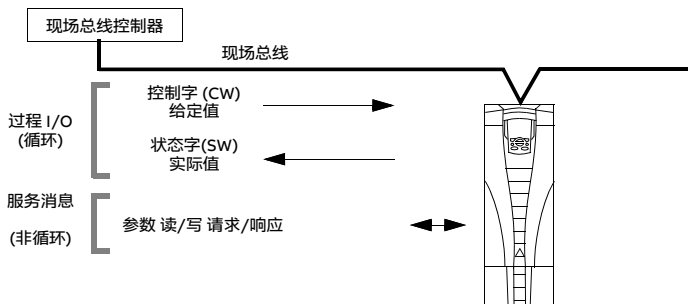 现场总线控制器
现场总线
控制字 (CW)
给定值
过程 I/O
(循环)
状态字(SW)
实际值
服务消息
(非循环)
参数 读/写 请求/响应